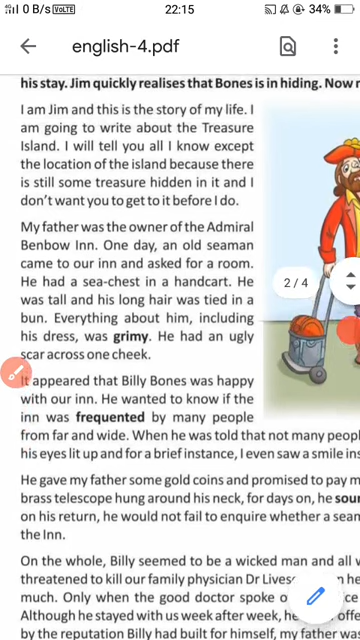 22:15
0 B/s VoLTE 34%
english-4.pdf
his stay. Jim quickly realises that Bones is in hiding. Now
I am Jim and this is the story of my life. I
am going to write about the Treasure
Island. I will tell you all I know except
the location of the island because there
is still some treasure hidden in it and I
don't want you to get to it before I do.
My father was the owner of the Admiral
Benbow Inn. One day, an old seaman
came to our inn and asked for a room.
He had a sea-chest in a handcart. He
was tall and his long hair was tied in a
bun. Everything about him, including
his dress, was grimy. He had an ugly
scar across one cheek.
2 / 4
It appeared that Billy Bones was happy
with our inn. He wanted to know if the
inn was frequented by many people
from far and wide. When he was told that not many peopl
his eyes lit up and for a brief instance, I even saw a smile ins
He gave my father some gold coins and promised to pay m
brass telescope hung around his neck, for days on, he sour
on his return, he would not fail to enquire whether a sean
the Inn.
On the whole, Billy seemed to be a wicked man and all
threatened to kill our family physician Dr Lives he
much. Only when the good doctor spoke ce
Although he stayed with us week after week, he offe
by the reputation Billy had built for himself, my father wa